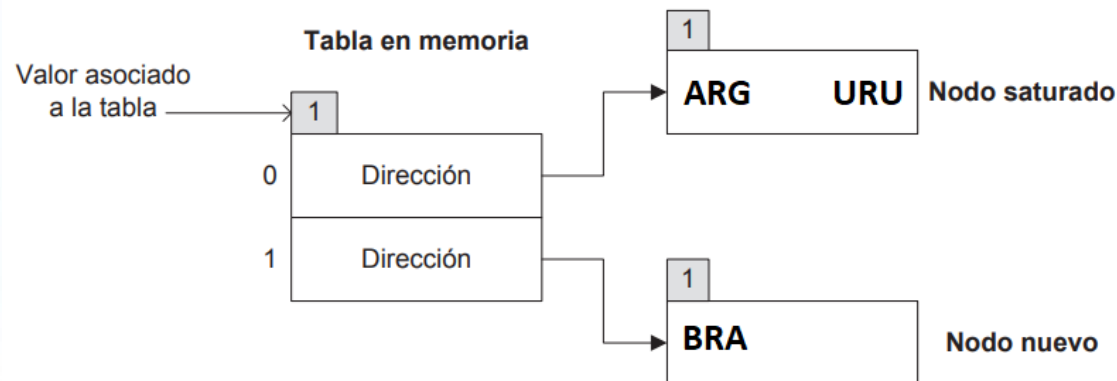 Tabla en memoria
Valor asociado
a la tabla
1
0 Dirección
1 Dirección
1
ARG URU
Nodo saturado
1
BRA
Nodo nuevo